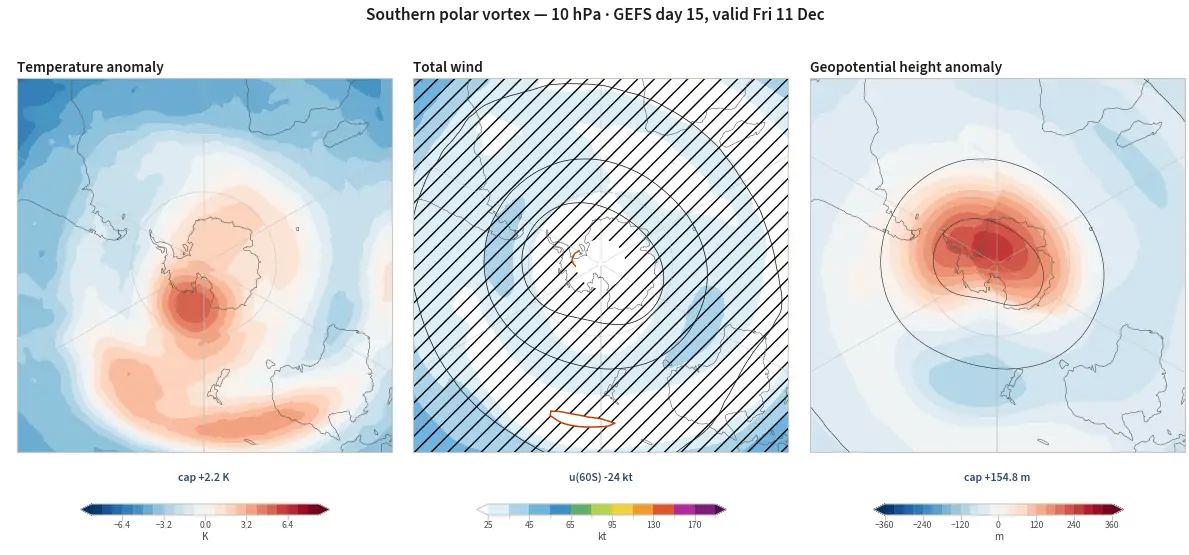 Southern polar vortex — 10 hPa · GEFS day 15, valid Fri 11 Dec
Temperature anomaly
Total wind
Geopotential height anomaly
cap +2.2 K
u(60S) -24 kt
cap +154.8 m
−6.4 −3.2 0.0 3.2 6.4
K
25 45 65 95 130 170
kt
−360 −240 −120 0 120 240 360
m